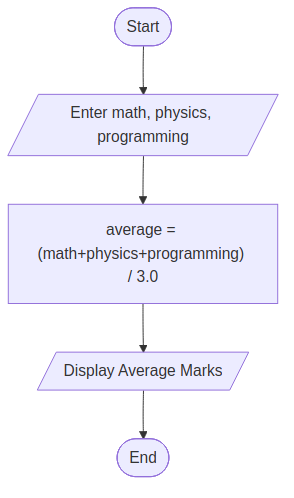 Start
Enter math, physics,
programming
average =
(math+physics+programming)
/ 3.0
Display Average Marks
End